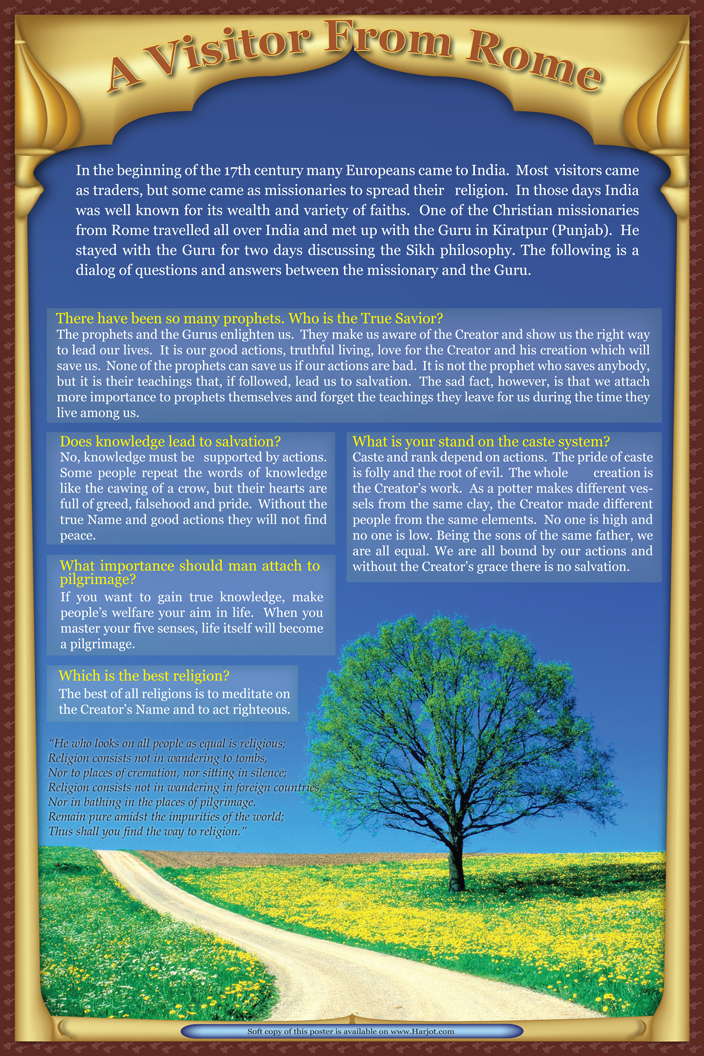 A Visitor From Rome
In the beginning of the 17th century many Europeans came to India. Most visitors came
as traders, but some came as missionaries to spread their religion. In those days India
was well known for its wealth and variety of faiths. One of the Christian missionaries
from Rome travelled all over India and met up with the Guru in Kiratpur (Punjab). He
stayed with the Guru for two days discussing the Sikh philosophy. The following is a
dialog of questions and answers between the missionary and the Guru.
There have been so many prophets. Who is the True Savior?
The prophets and the Gurus enlighten us. They make us aware of the Creator and show us the right way
to lead our lives. It is our good actions, truthful living, love for the Creator and his creation which will
save us. None of the prophets can save us if our actions are bad. It is not the prophet who saves anybody,
but it is their teachings that, if followed, lead us to salvation. The sad fact, however, is that we attach
more importance to prophets themselves and forget the teachings they leave for us during the time they
live among us.
Does knowledge lead to salvation?
No, knowledge must be supported by actions.
Some people repeat the words of knowledge
like the cawing of a crow, but their hearts are
full of greed, falsehood and pride. Without the
true Name and good actions they will not find
peace.
What is your stand on the caste system?
Caste and rank depend on actions. The pride of caste
is folly and the root of evil. The whole creation is
the Creator's work. As a potter makes different ves-
sels from the same clay, the Creator made different
people from the same elements. No one is high and
no one is low. Being the sons of the same father, we
are all equal. We are all bound by our actions and
without the Creator's grace there is no salvation.
What importance should man attach to
pilgrimage?
If you want to gain true knowledge, make
people's welfare your aim in life. When you
master your five senses, life itself will become
a pilgrimage.
Which is the best religion?
The best of all religions is to meditate on
the Creator's Name and to act righteous.
"He who looks on all people as equal is religious;
Religion consists not in wandering to tombs,
Nor to places of cremation, nor sitting in silence;
Religion consists not in wandering in foreign countries,
Nor in bathing in the places of pilgrimage.
Remain pure amidst the impurities of the world;
Thus shall you find the way to religion."
Soft copy of this poster is available on www.Harjot.com